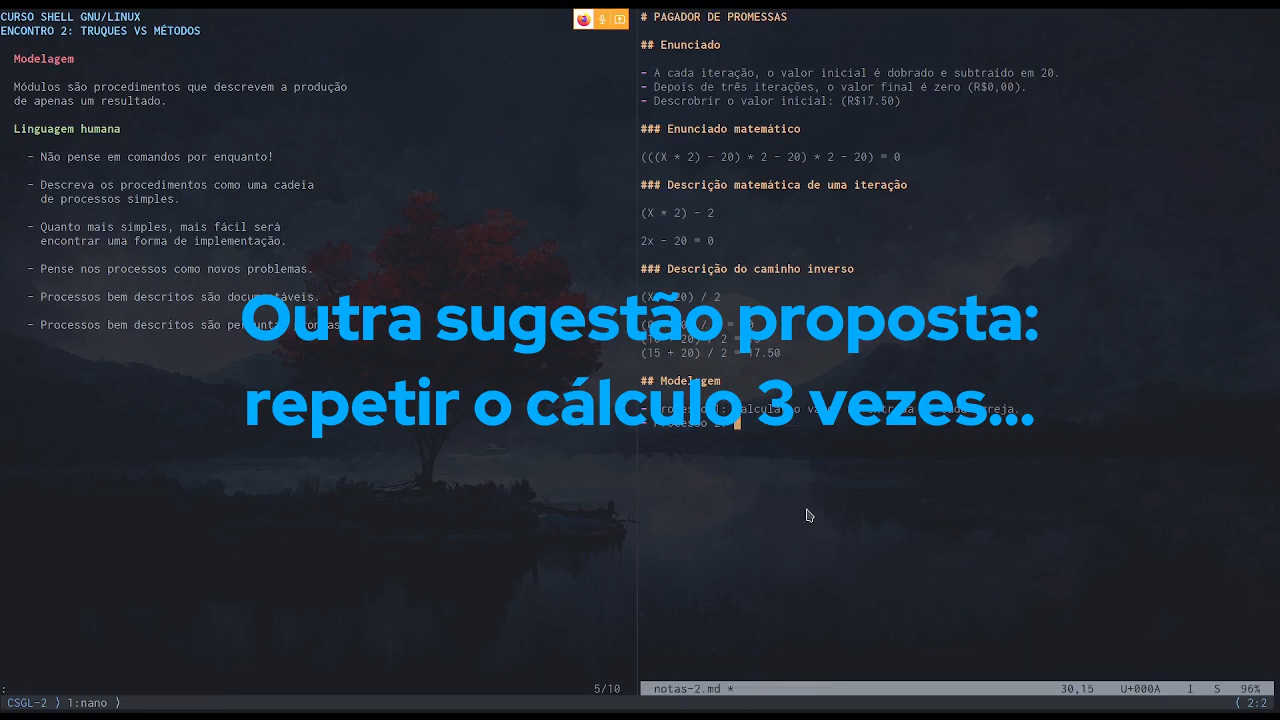 CURSO SHELL GNU/LINUX
ENCONTRO 2: TRUQUES VS MÉTODOS
Modelagem
Módulos são procedimentos que descrevem a produção
de apenas um resultado.
Linguagem humana
- Não pense em comandos por enquanto!
- Descreva os procedimentos como uma cadeia
de processos simples.
- Quanto mais simples, mais fácil será
encontrar uma forma de implementação.
- Pense nos processos como novos problemas.
- Processos bem descritos são documentáveis.
- Processos bem descritos são
:
5/10
# PAGADOR DE PROMESSAS
## Enunciado
- A cada iteração, o valor inicial é dobrado e subtraído em 20.
- Depois de três iterações, o valor final é zero (R$0,00).
- Descrobrir o valor inicial: (R$17.50)
### Enunciado matemático
(((X * 2) - 20) * 2 - 20) * 2 - 20) = 0
### Descrição matemática de uma iteração
(X * 2) - 2
2x - 20 = 0
### Descrição do caminho inverso
20) / 2
(15 + 20) / 2 = 17.50
## Modelagem
Outra sugestão proposta:
repetir o cálculo 3 vezes...
notas-2.md * 30,15 U+000A I S 96%
CSGL-2 ⟩ 1:nano ⟩ ⟨ 2:2